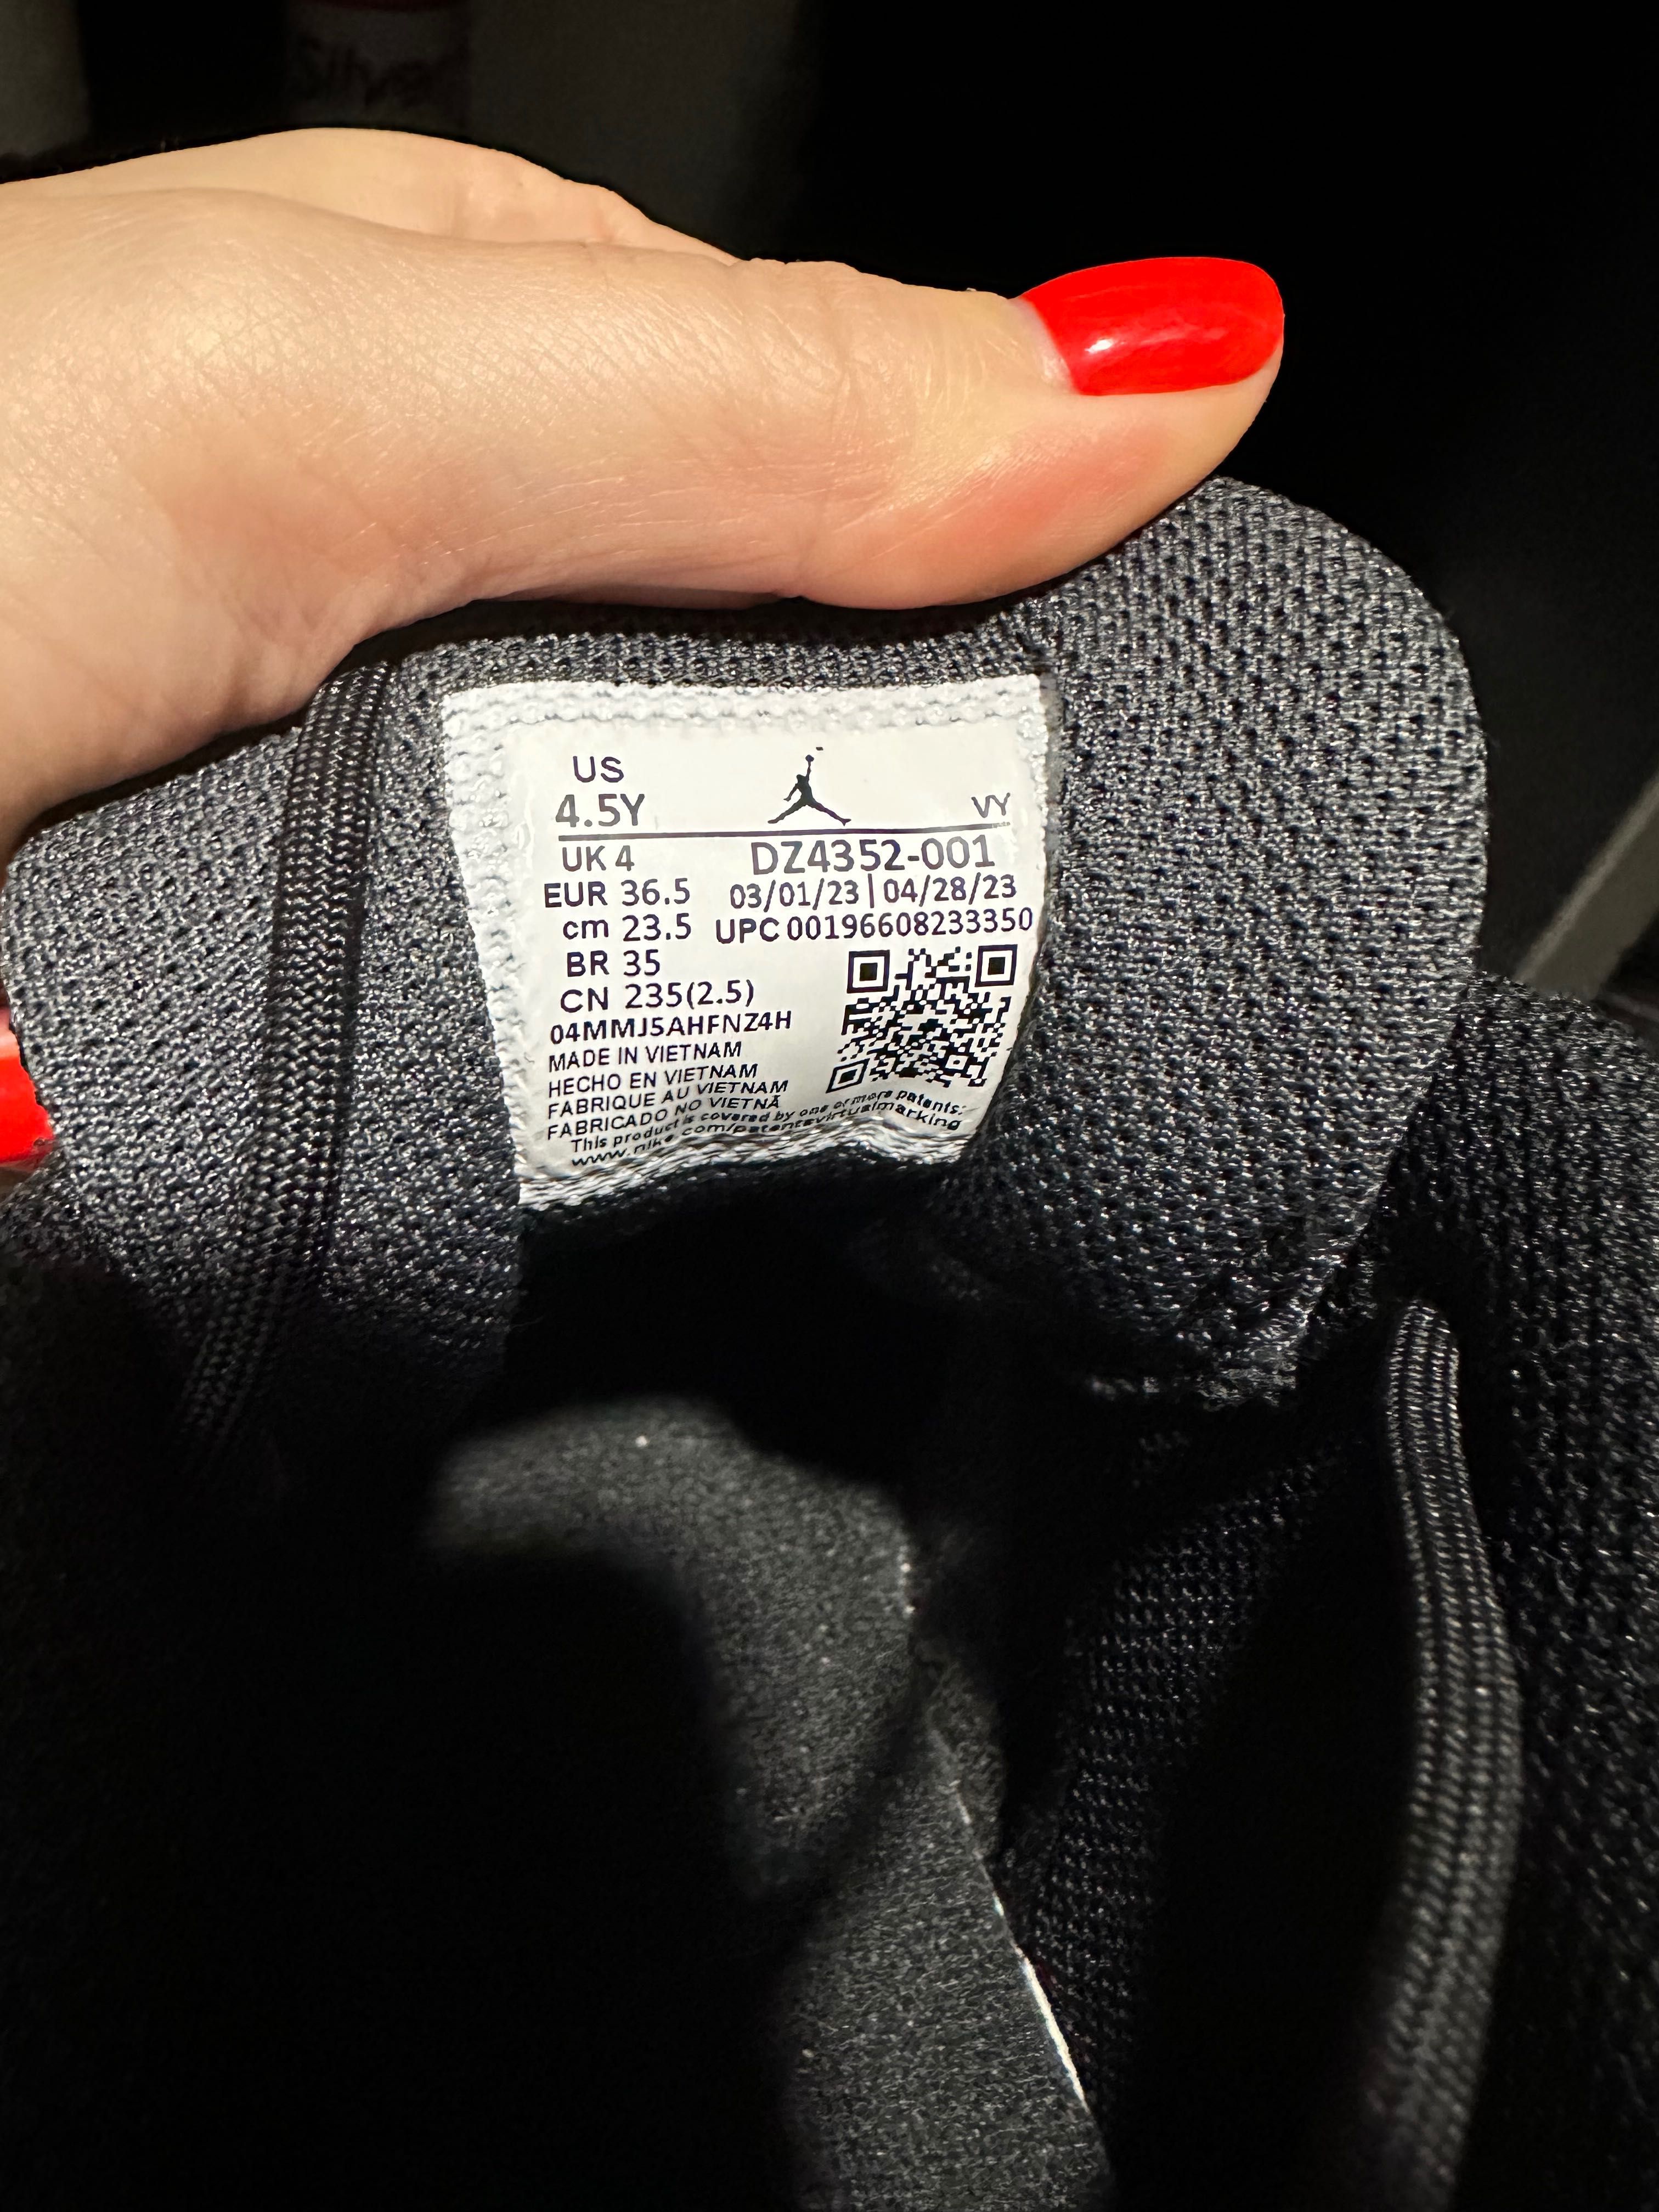 Silver
US
4.5Y
VY
UK 4
DZ4352-001
EUR 36.5
03/01/23 | 04/28/23
cm 23.5
UPC 00196608233350
BR 35
CN 235(2.5)
04MMJ5AHFNZ4H
MADE IN VIETNAM
HECHO EN VIETNAM
FABRIQUE AU VIETNAM
FABRICADO NO VIETNÃ
This product is covered by one or more patents:
www.nike.com/patentsvirtualmarking